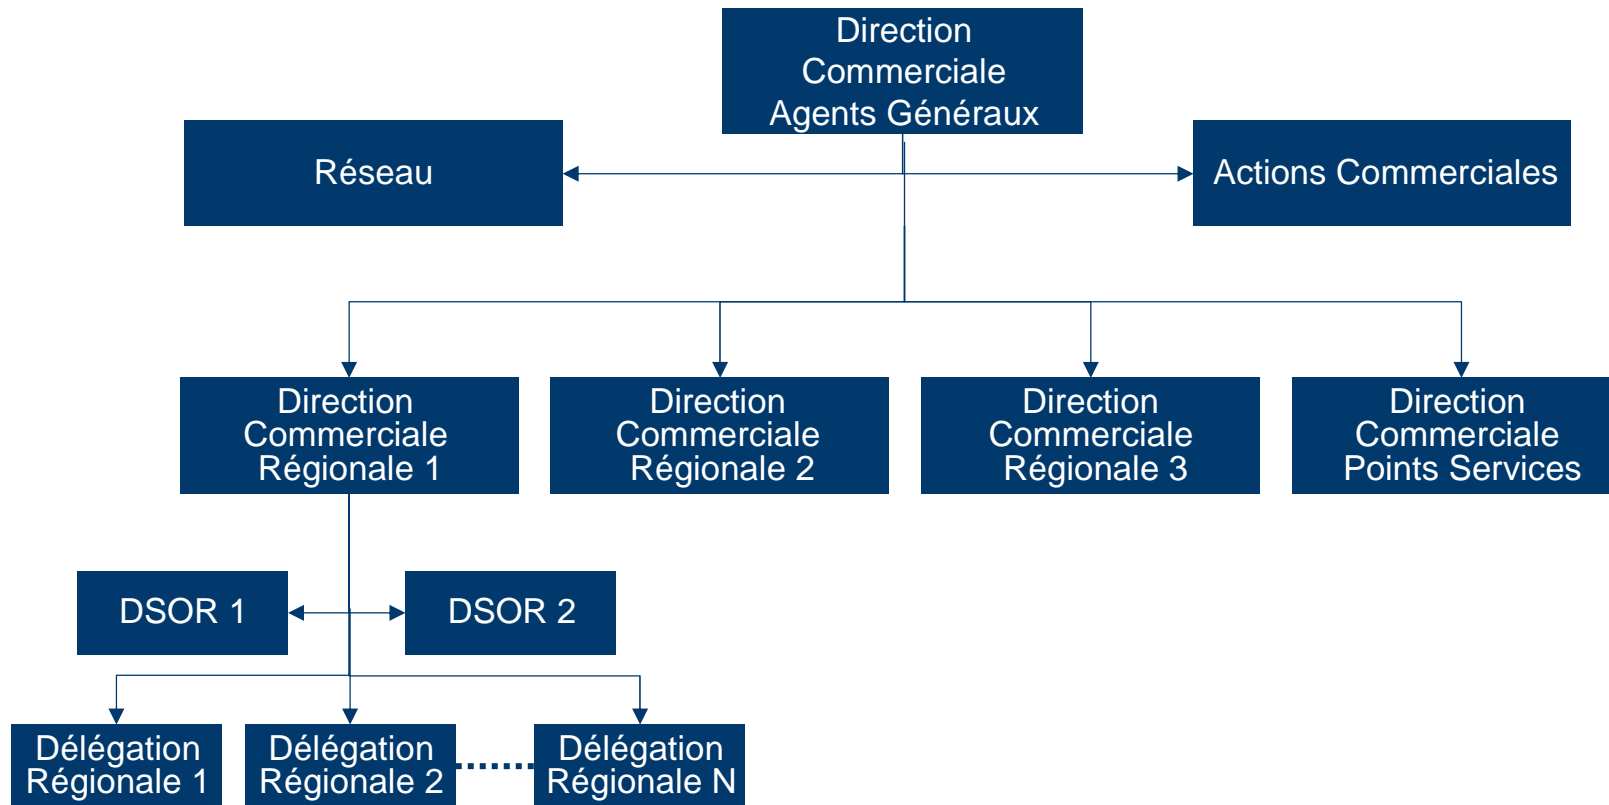 Direction
Commerciale
Agents Généraux
Réseau
Actions Commerciales
Direction
Commerciale
Régionale 1
Direction
Commerciale
Régionale 2
Direction
Commerciale
Régionale 3
Direction
Commerciale
Points Services
DSOR 1
DSOR 2
Délégation
Régionale 1
Délégation
Régionale 2
Délégation
Régionale N